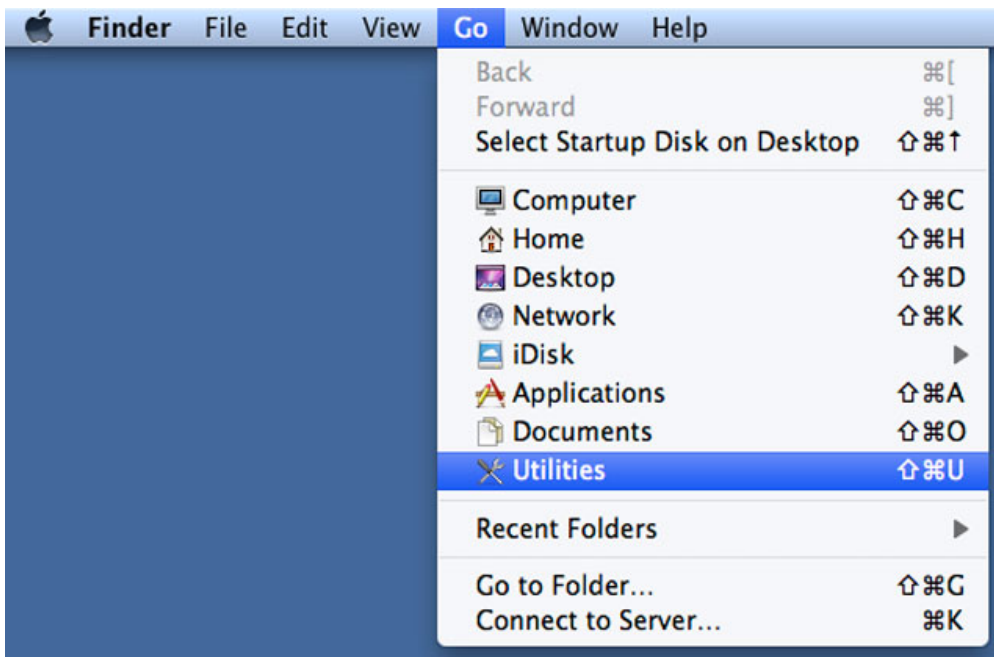 Finder File Edit View Go Window Help
Back ⌘[
Forward ⌘]
Select Startup Disk on Desktop ⇧⌘↑
Computer ⇧⌘C
Home ⇧⌘H
Desktop ⇧⌘D
Network ⇧⌘K
iDisk ▶
Applications ⇧⌘A
Documents ⇧⌘O
Utilities ⇧⌘U
Recent Folders ▶
Go to Folder... ⇧⌘G
Connect to Server... ⌘K